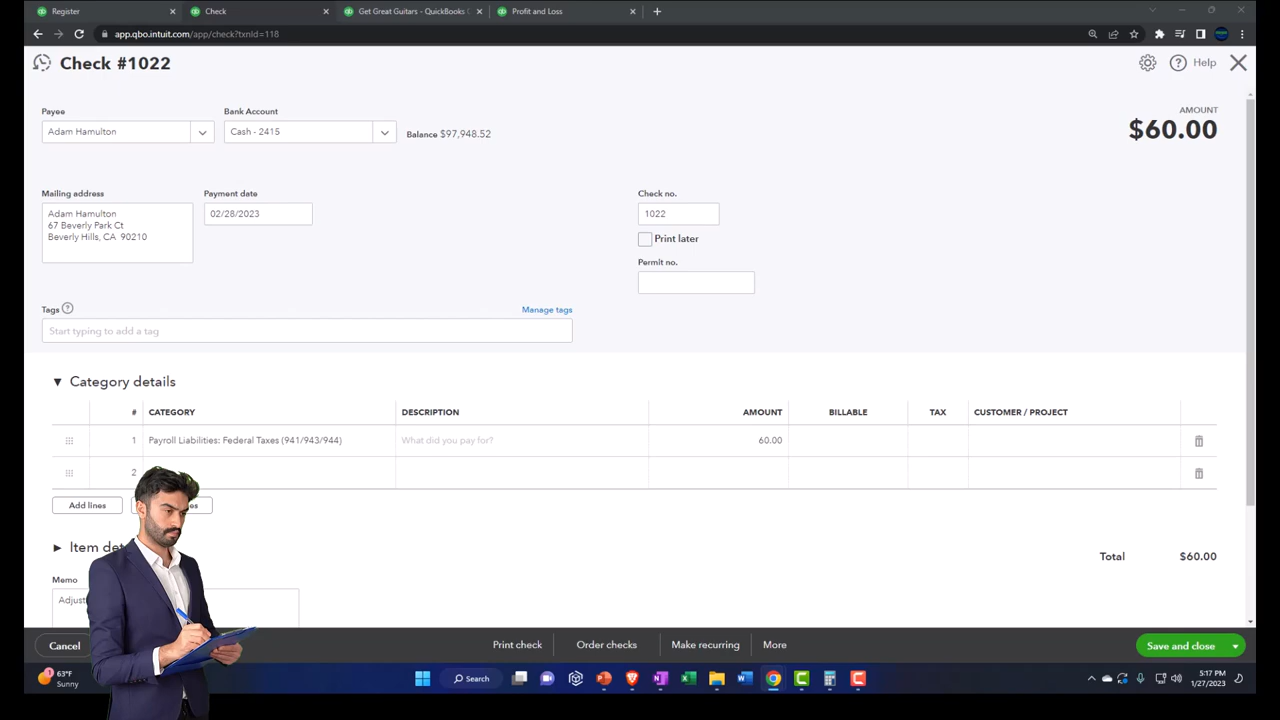 Register
Check
Get Great Guitars - QuickBooks
Profit and Loss
app.qbo.intuit.com/app/check?txnId=118
Check #1022
Help
Payee
Bank Account
AMOUNT
Adam Hamulton
Cash - 2415
Balance $97,948.52
$60.00
Mailing address
Payment date
Check no.
Adam Hamulton
67 Beverly Park Ct
Beverly Hills, CA 90210
02/28/2023
1022
Print later
Permit no.
Tags
Manage tags
Start typing to add a tag
Category details
# CATEGORY DESCRIPTION AMOUNT BILLABLE TAX CUSTOMER / PROJECT
1 Payroll Liabilities: Federal Taxes (941/943/944) What did you pay for? 60.00
2
Add lines
Item
Total $60.00
Memo
Cancel
Print check
Order checks
Make recurring
More
Save and close
63°F
Sunny
Search
5:17 PM
1/27/2023